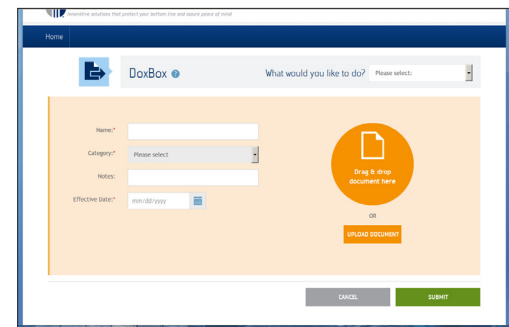 Innovative solutions that protect your bottom line and assure peace of mind
Home
DoxBox ?
What would you like to do? Please select:
Name:*
Category:* Please select
Notes:
Effective Date:* mm/dd/yyyy
Drag & drop
document here
OR
UPLOAD DOCUMENT
CANCEL SUBMIT